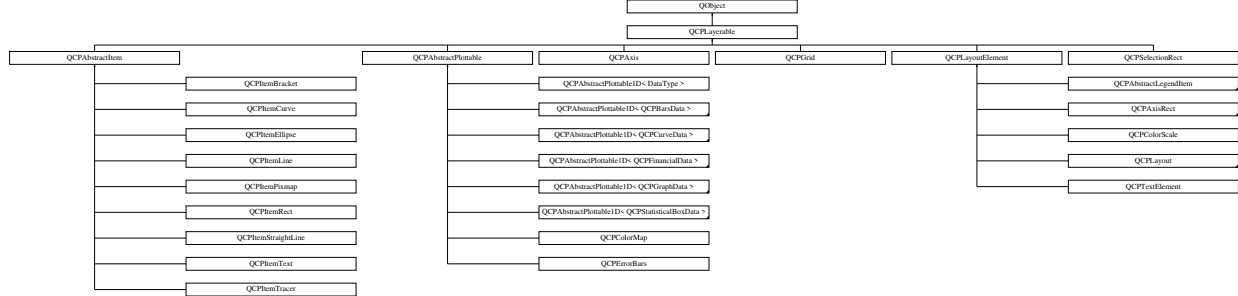 QObject
QCPLayerable
QCPAbstractItem
QCPAbstractPlottable
QCPAxis
QCPGrid
QCPLayoutElement
QCPSelectionRect
QCPItemBracket
QCPAbstractPlottable1D< DataType >
QCPAbstractLegendItem
QCPItemCurve
QCPAbstractPlottable1D< QCPBarsData >
QCPAxisRect
QCPItemEllipse
QCPAbstractPlottable1D< QCPCurveData >
QCPColorScale
QCPItemLine
QCPAbstractPlottable1D< QCPFinancialData >
QCPLayout
QCPItemPixmap
QCPAbstractPlottable1D< QCPGraphData >
QCPTextElement
QCPItemRect
QCPAbstractPlottable1D< QCPStatisticalBoxData >
QCPItemStraightLine
QCPColorMap
QCPItemText
QCPErrorBars
QCPItemTracer